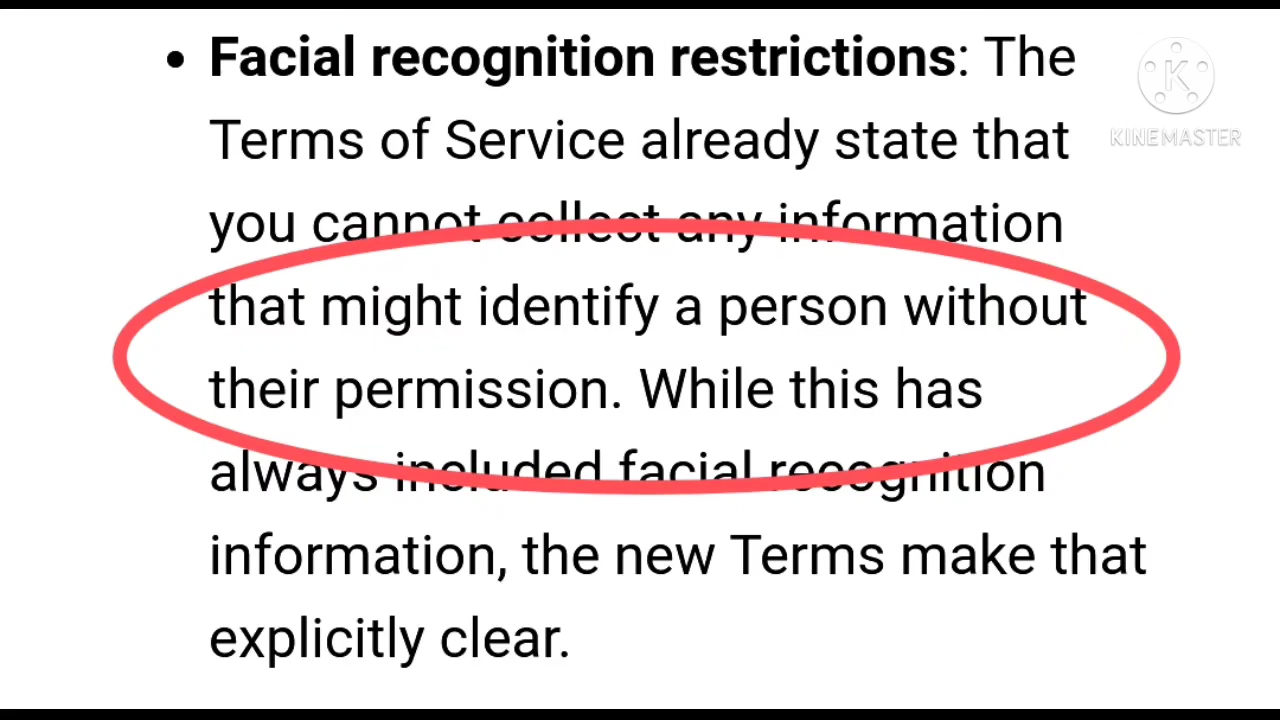 • Facial recognition restrictions: The
Terms of Service already state that
you cannot collect any information
that might identify a person without
their permission. While this has
always included facial recognition
information, the new Terms make that
explicitly clear.
K
KINEMASTER